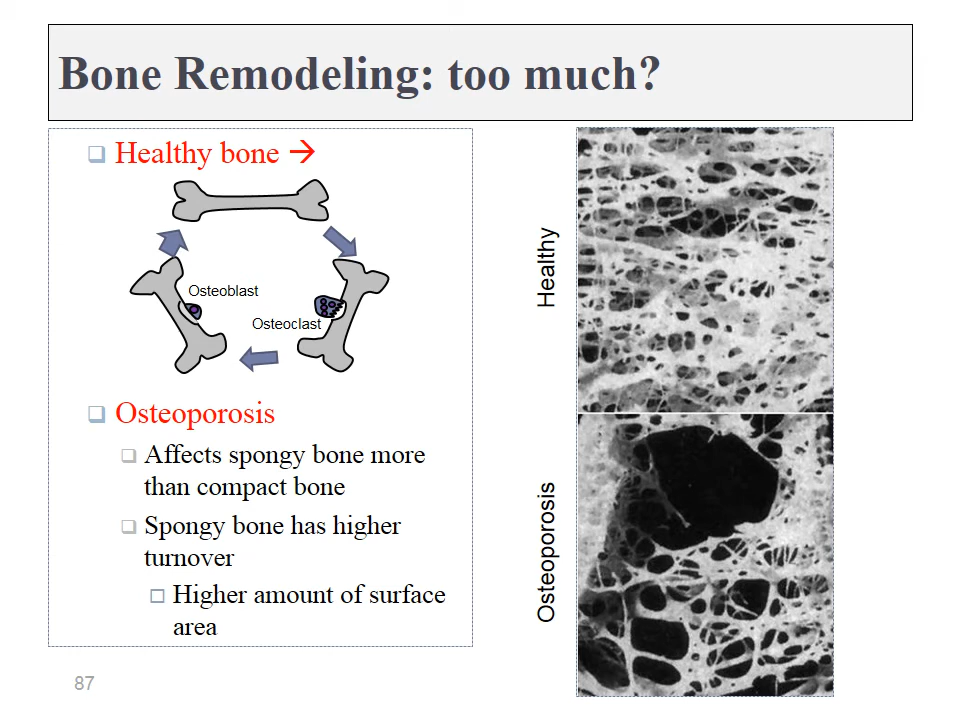 Bone Remodeling: too much?
Healthy bone →
Osteoblast
Osteoclast
Osteoporosis
Affects spongy bone more
than compact bone
Spongy bone has higher
turnover
Higher amount of surface
area
Healthy
Osteoporosis
87